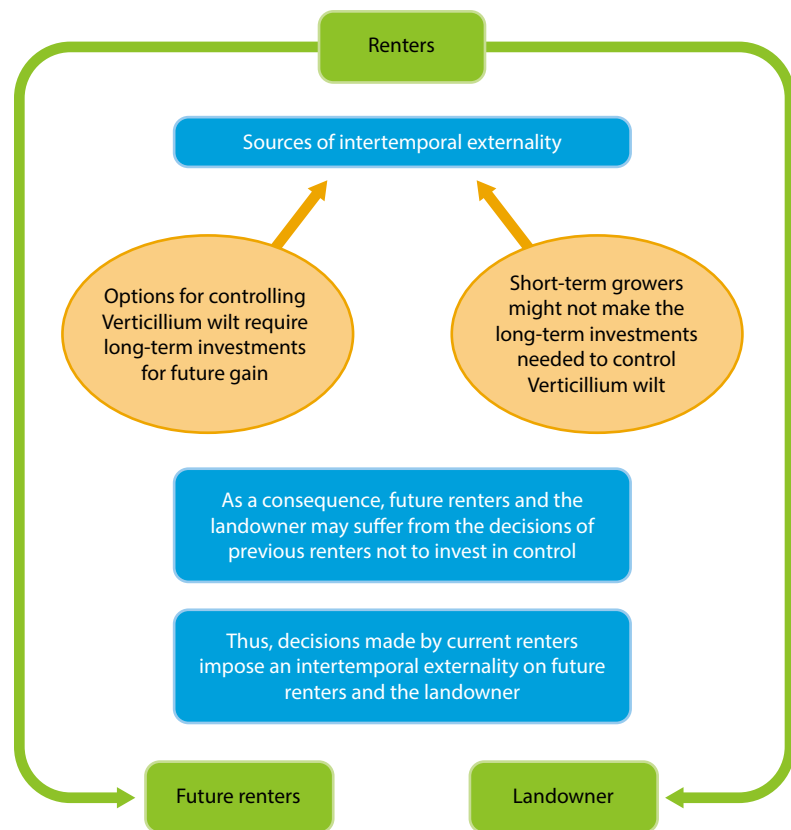 Renters
Sources of intertemporal externality
Options for controlling
Verticillium wilt require
long-term investments
for future gain
Short-term growers
might not make the
long-term investments
needed to control
Verticillium wilt
As a consequence, future renters and the
landowner may suffer from the decisions of
previous renters not to invest in control
Thus, decisions made by current renters
impose an intertemporal externality on future
renters and the landowner
Future renters
Landowner